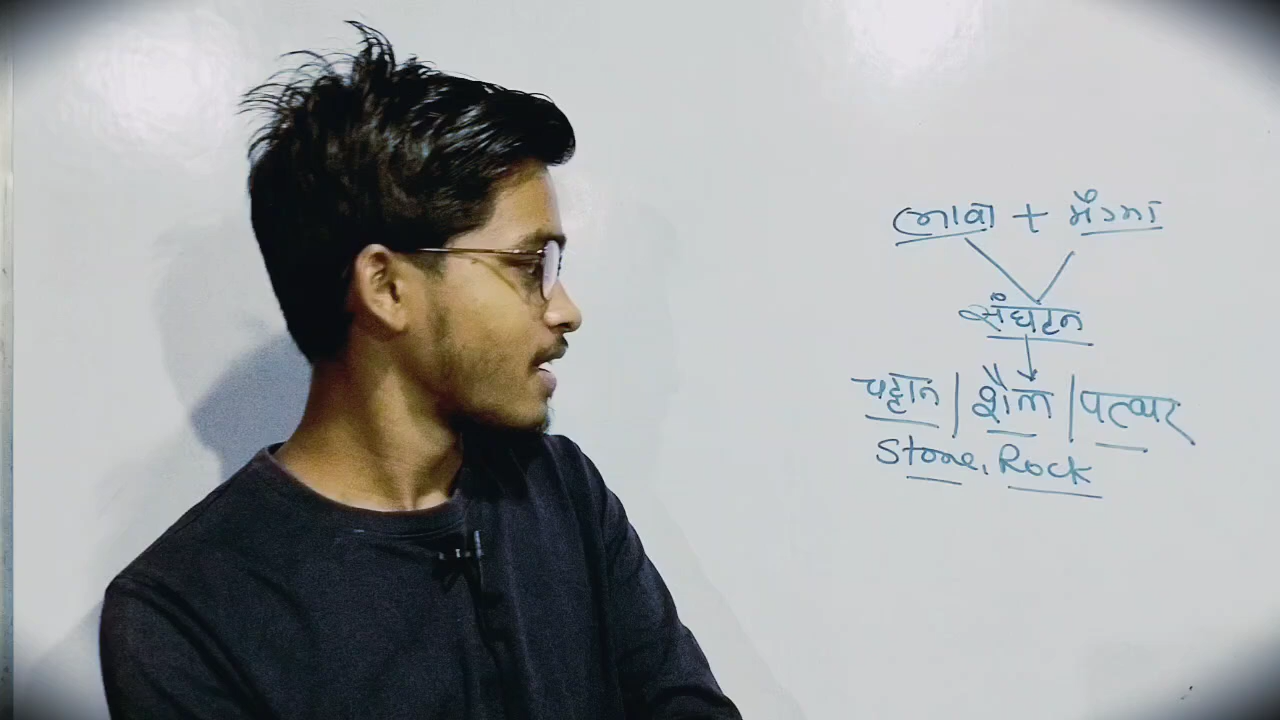 लावा + मैग्मा
संघटन
चट्टान | शैल | पत्थर
Stone, Rock